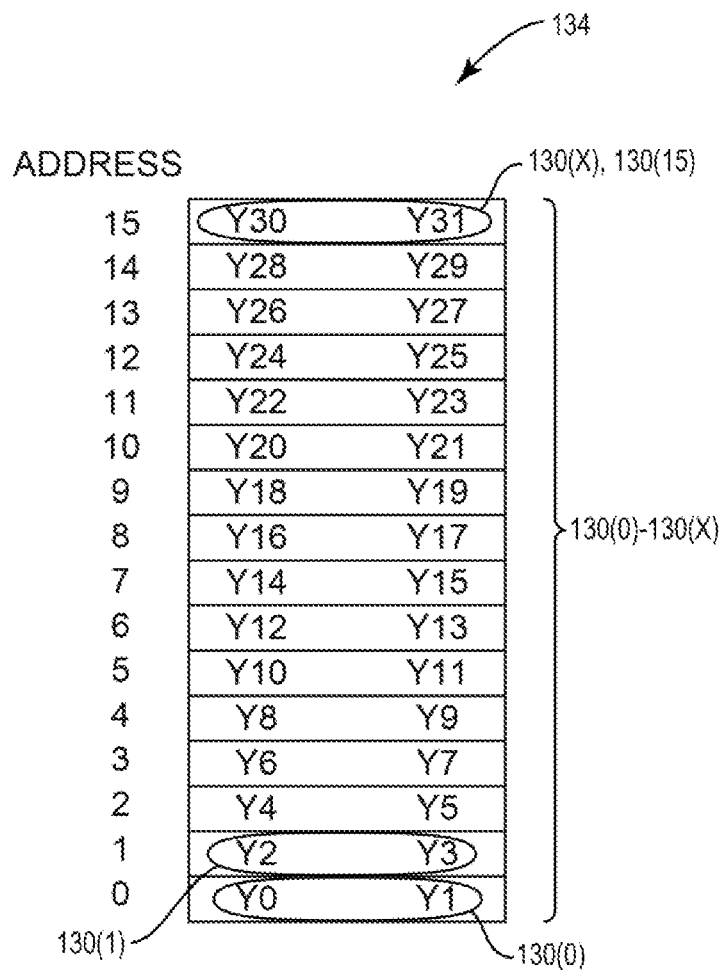 134
ADDRESS
130(X), 130(15)
15 Y30 Y31
14 Y28 Y29
13 Y26 Y27
12 Y24 Y25
11 Y22 Y23
10 Y20 Y21
9 Y18 Y19
8 Y16 Y17
130(0)-130(X)
7 Y14 Y15
6 Y12 Y13
5 Y10 Y11
4 Y8 Y9
3 Y6 Y7
2 Y4 Y5
1 Y2 Y3
0 Y0 Y1
130(1)
130(0)